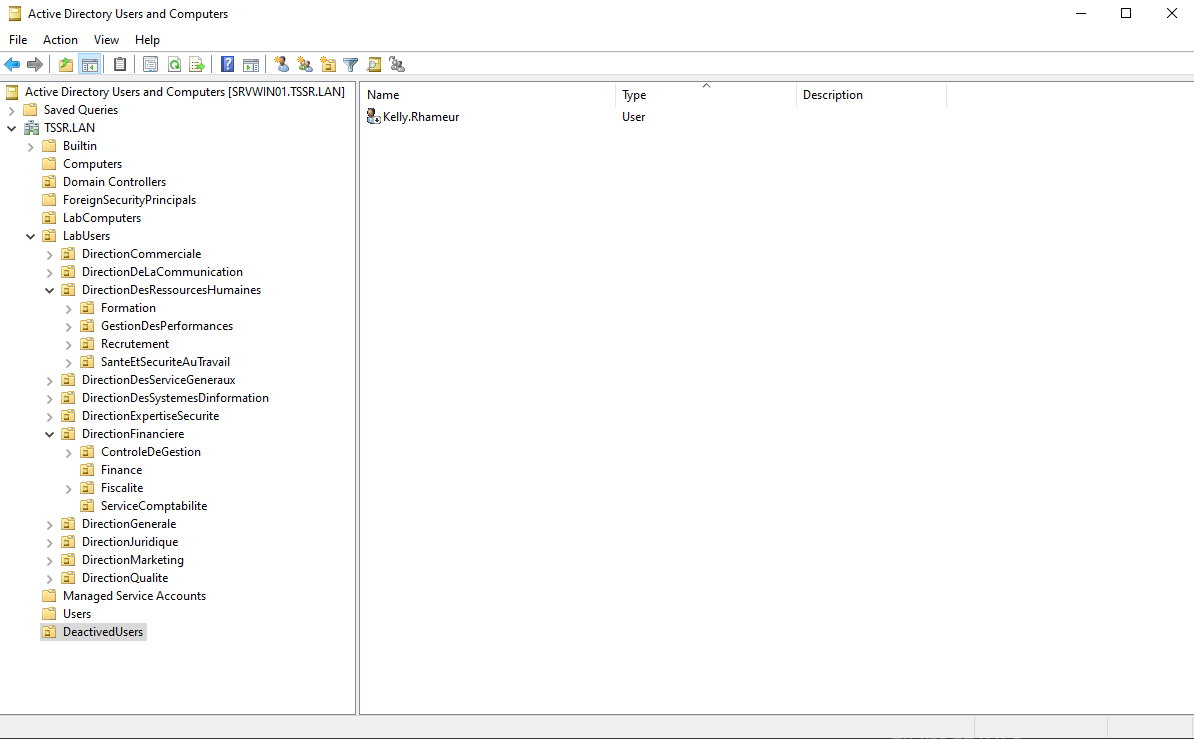 Active Directory Users and Computers
File Action View Help
Active Directory Users and Computers [SRVWIN01.TSSR.LAN]
Saved Queries
TSSR.LAN
Builtin
Computers
Domain Controllers
ForeignSecurityPrincipals
LabComputers
LabUsers
DirectionCommerciale
DirectionDeLaCommunication
DirectionDesRessourcesHumaines
Formation
GestionDesPerformances
Recrutement
SanteEtSecuriteAuTravail
DirectionDesServiceGeneraux
DirectionDesSystemesDinformation
DirectionExpertiseSecurite
DirectionFinanciere
ControleDeGestion
Finance
Fiscalite
ServiceComptabilite
DirectionGenerale
DirectionJuridique
DirectionMarketing
DirectionQualite
Managed Service Accounts
Users
DeactivedUsers
Name Type Description
Kelly.Rhameur User